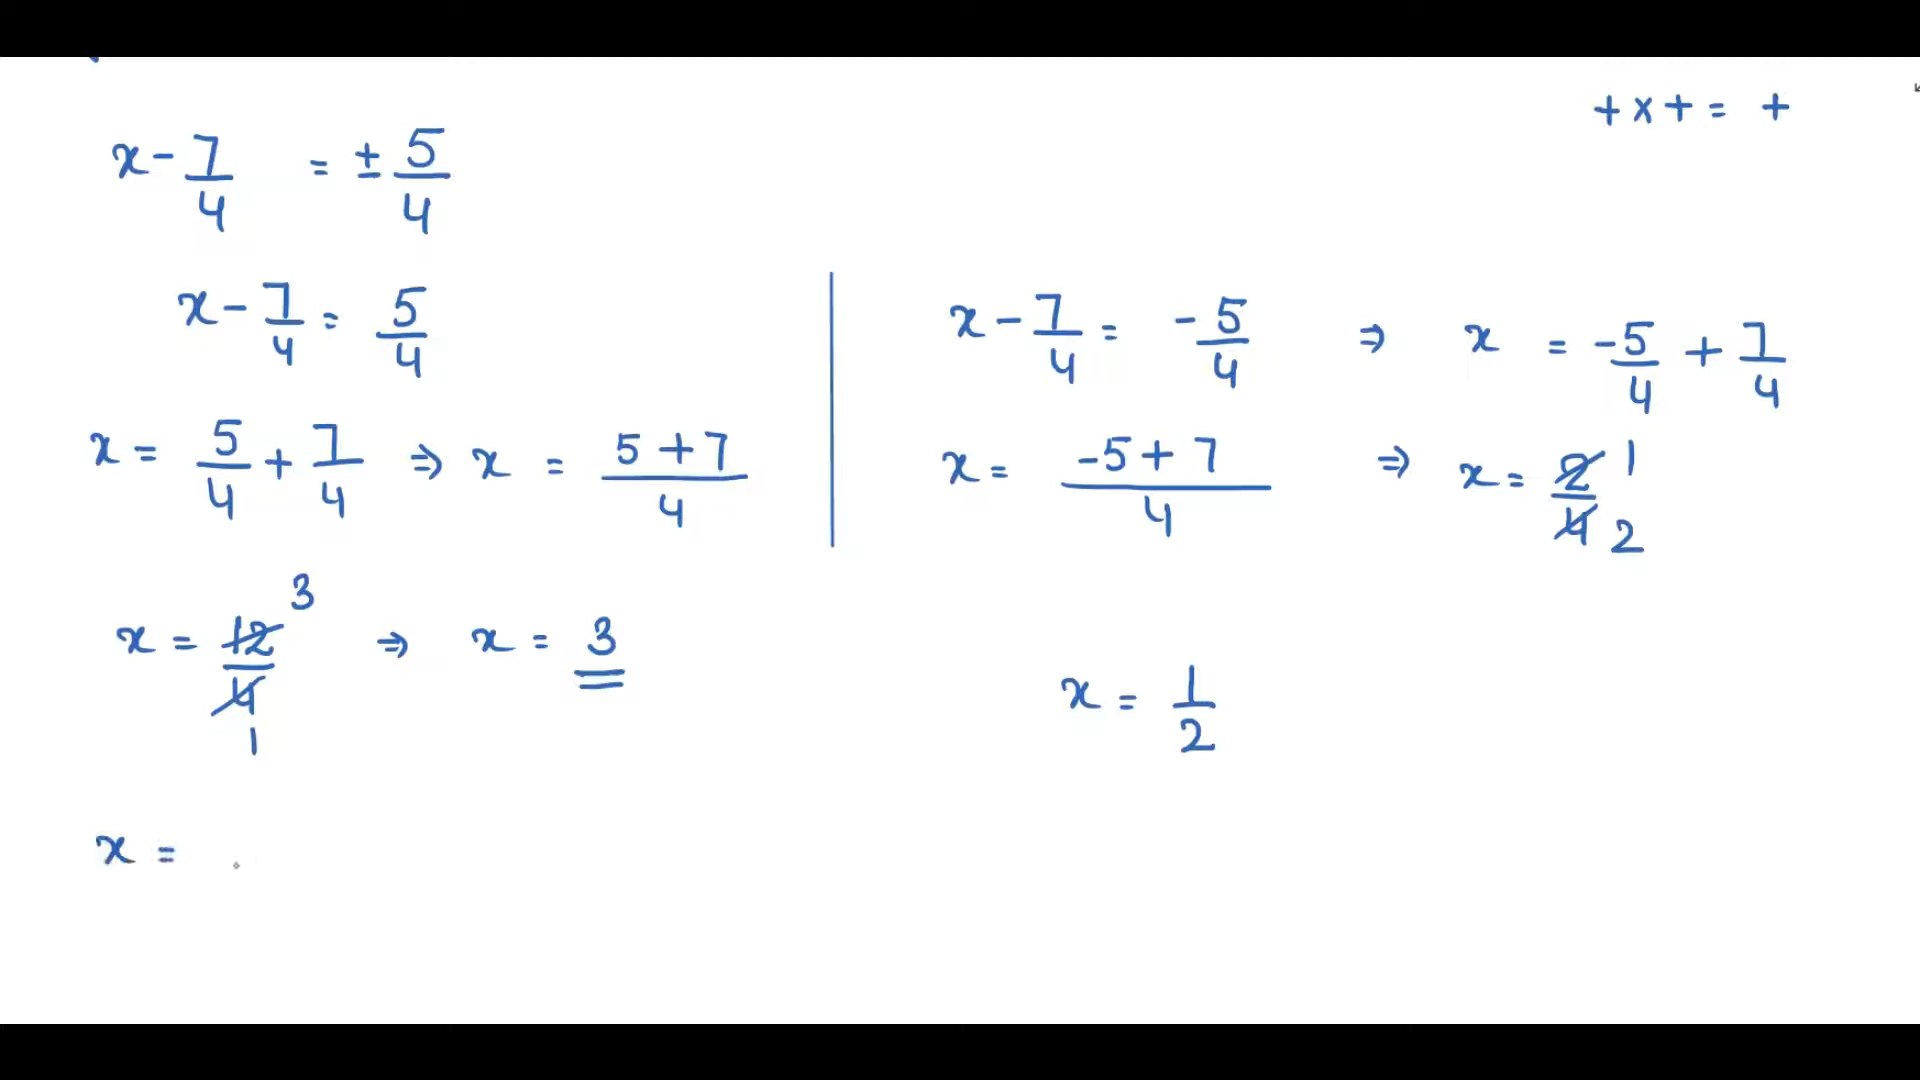 + x + = +
x - 7/4 = ± 5/4
x - 7/4 = 5/4
x = 5/4 + 7/4 ⇒ x = (5 + 7)/4
x = 12/4 3 1 ⇒ x = 3
x - 7/4 = -5/4 ⇒ x = -5/4 + 7/4
x = (-5 + 7)/4 ⇒ x = 2/4 1 2
x = 1/2
x =